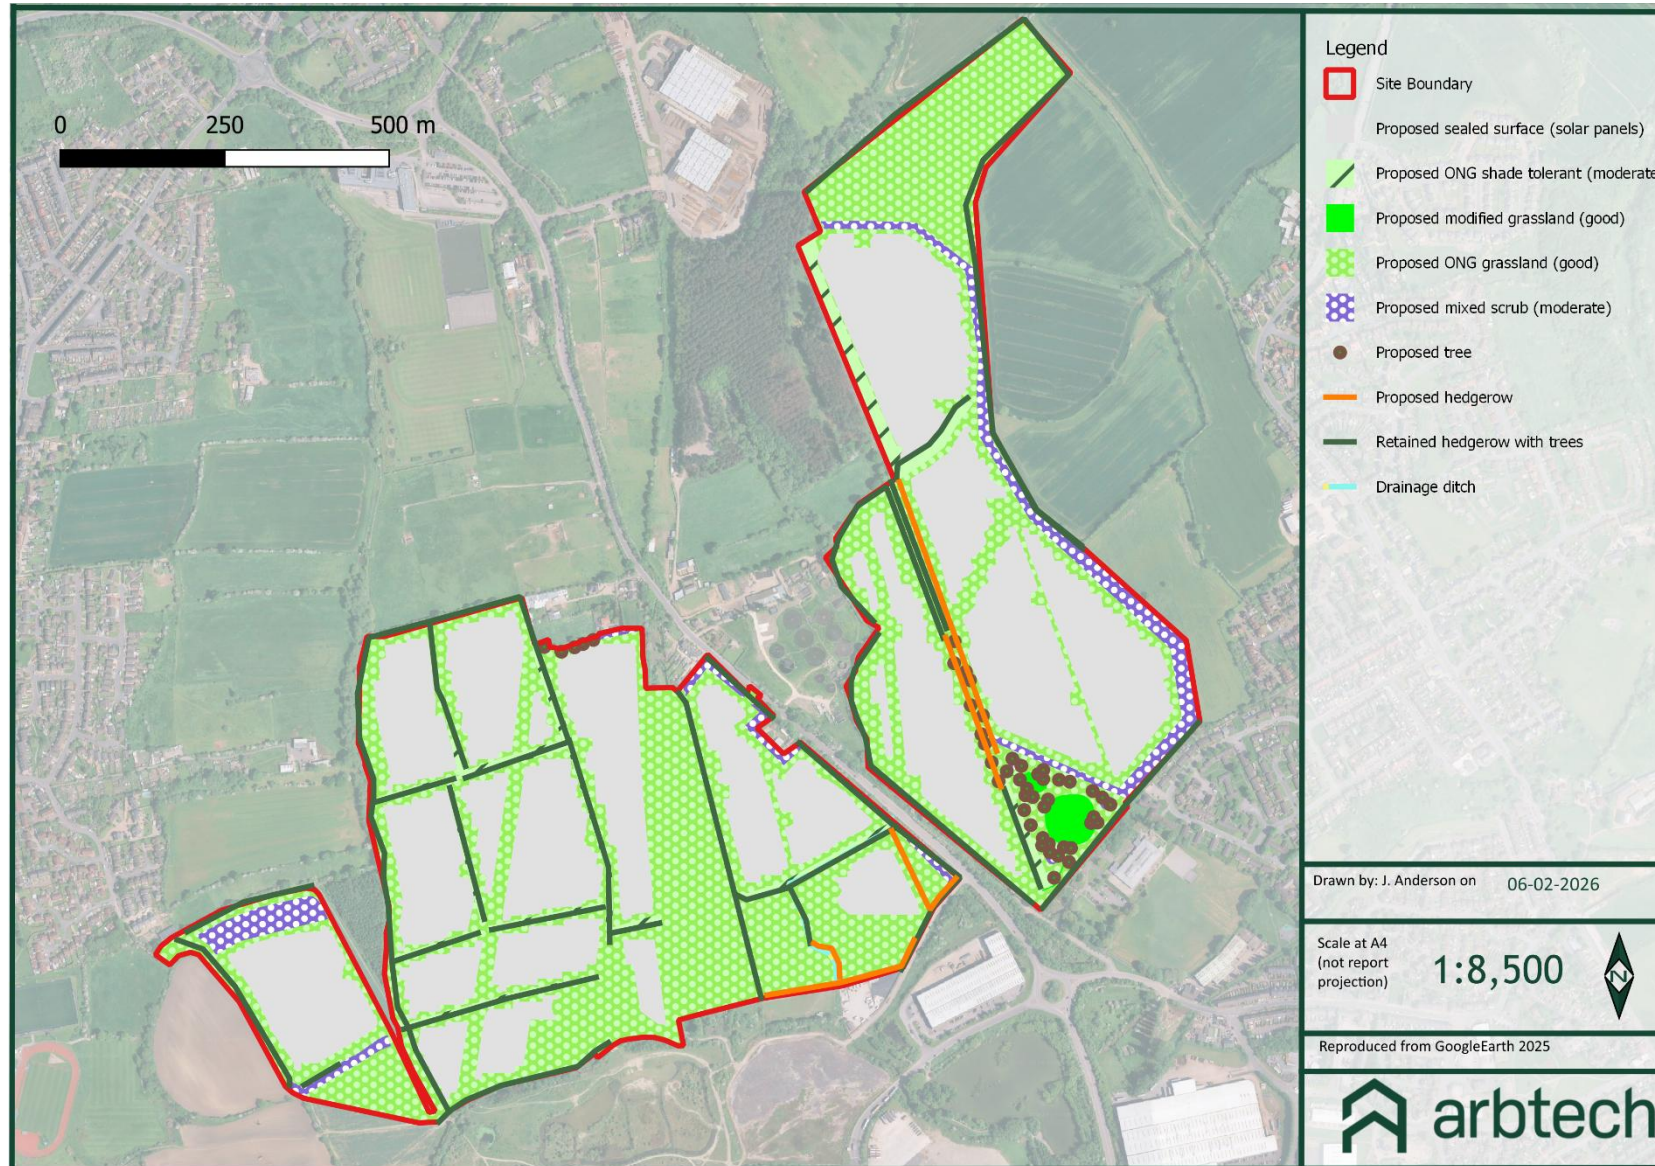 0 250 500 m
Legend
Site Boundary
Proposed sealed surface (solar panels)
Proposed ONG shade tolerant (moderate
Proposed modified grassland (good)
Proposed ONG grassland (good)
Proposed mixed scrub (moderate)
Proposed tree
Proposed hedgerow
Retained hedgerow with trees
Drainage ditch
Drawn by: J. Anderson on 06-02-2026
Scale at A4
(not report
projection)
1:8,500
N
Reproduced from GoogleEarth 2025
arbtech